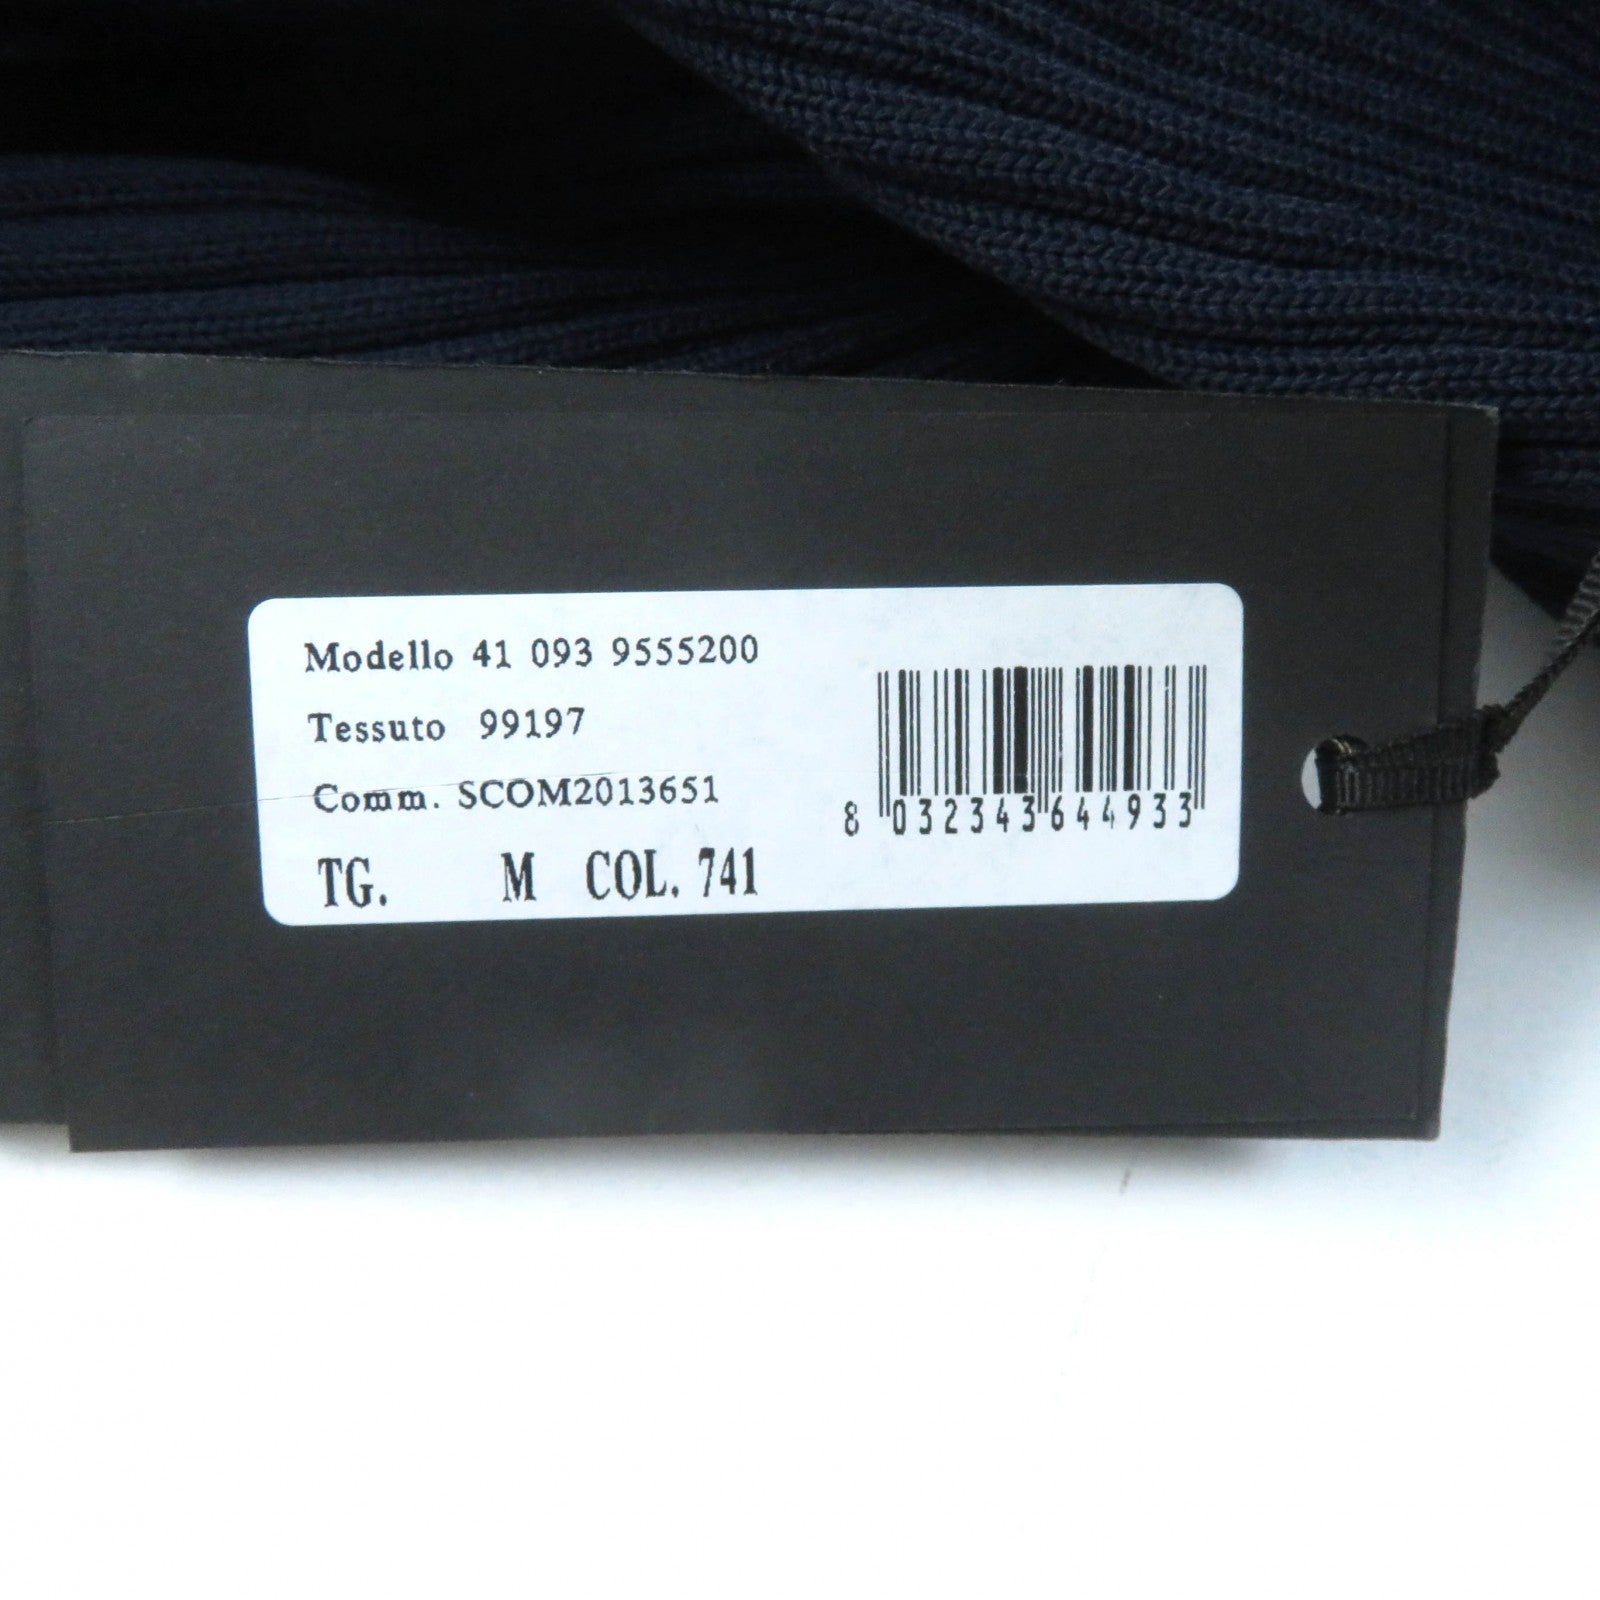 Modello 41 093 9555200
Tessuto 99197
Comm. SCOM2013651
TG. M COL. 741
8 032343 644933